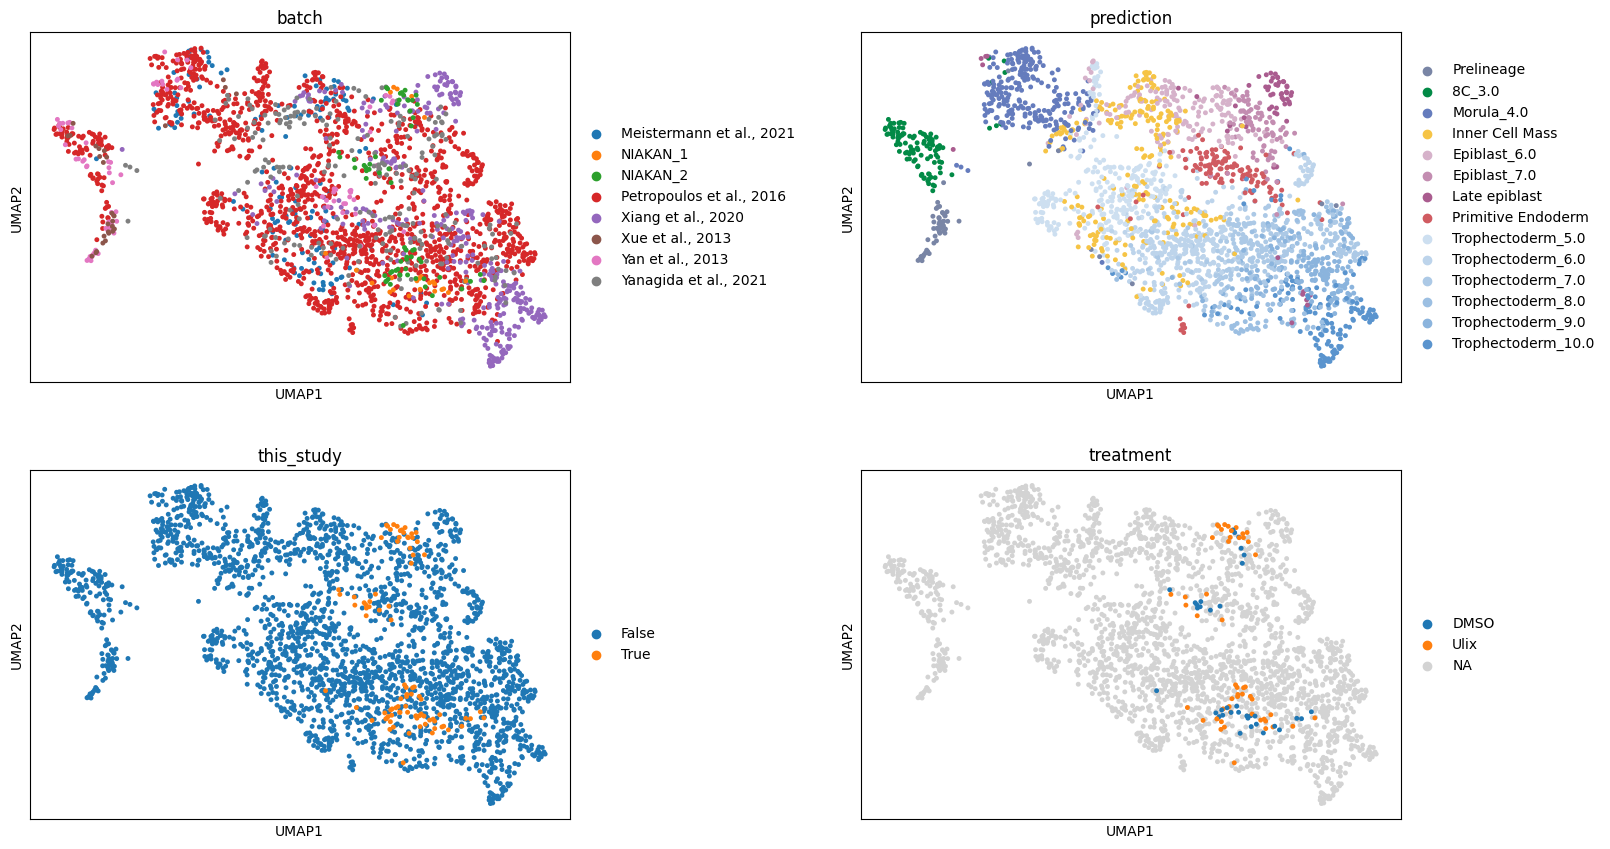 batch
UMAP2
UMAP1
Meistermann et al., 2021
NIAKAN_1
NIAKAN_2
Petropoulos et al., 2016
Xiang et al., 2020
Xue et al., 2013
Yan et al., 2013
Yanagida et al., 2021
prediction
UMAP2
UMAP1
Prelineage
8C_3.0
Morula_4.0
Inner Cell Mass
Epiblast_6.0
Epiblast_7.0
Late epiblast
Primitive Endoderm
Trophectoderm_5.0
Trophectoderm_6.0
Trophectoderm_7.0
Trophectoderm_8.0
Trophectoderm_9.0
Trophectoderm_10.0
this_study
UMAP2
UMAP1
False
True
treatment
UMAP2
UMAP1
DMSO
Ulix
NA